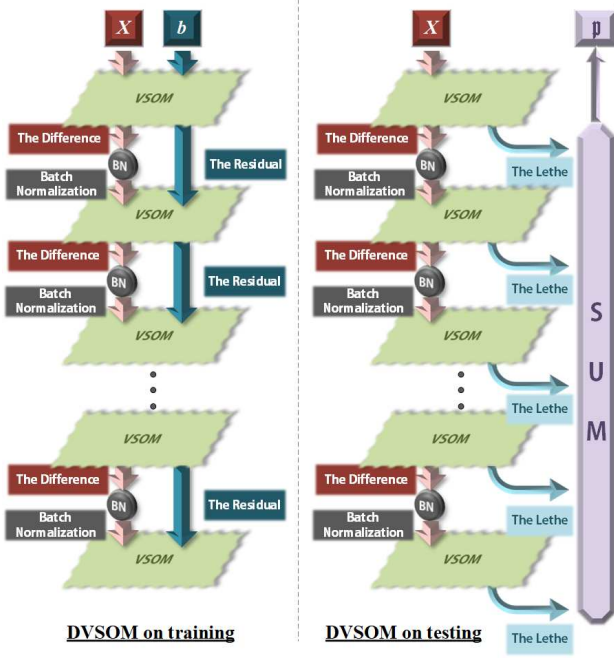 X b
VSOM
The Difference
BN
Batch
Normalization
The Residual
VSOM
The Difference
BN
Batch
Normalization
The Residual
VSOM
VSOM
The Difference
BN
Batch
Normalization
The Residual
VSOM
DVSOM on training
X
p
VSOM
The Difference
The Lethe
BN
Batch
Normalization
VSOM
The Difference
The Lethe
BN
Batch
Normalization
VSOM
The Lethe
VSOM
The Difference
The Lethe
BN
Batch
Normalization
The Lethe
VSOM
The Lethe
S
U
M
DVSOM on testing